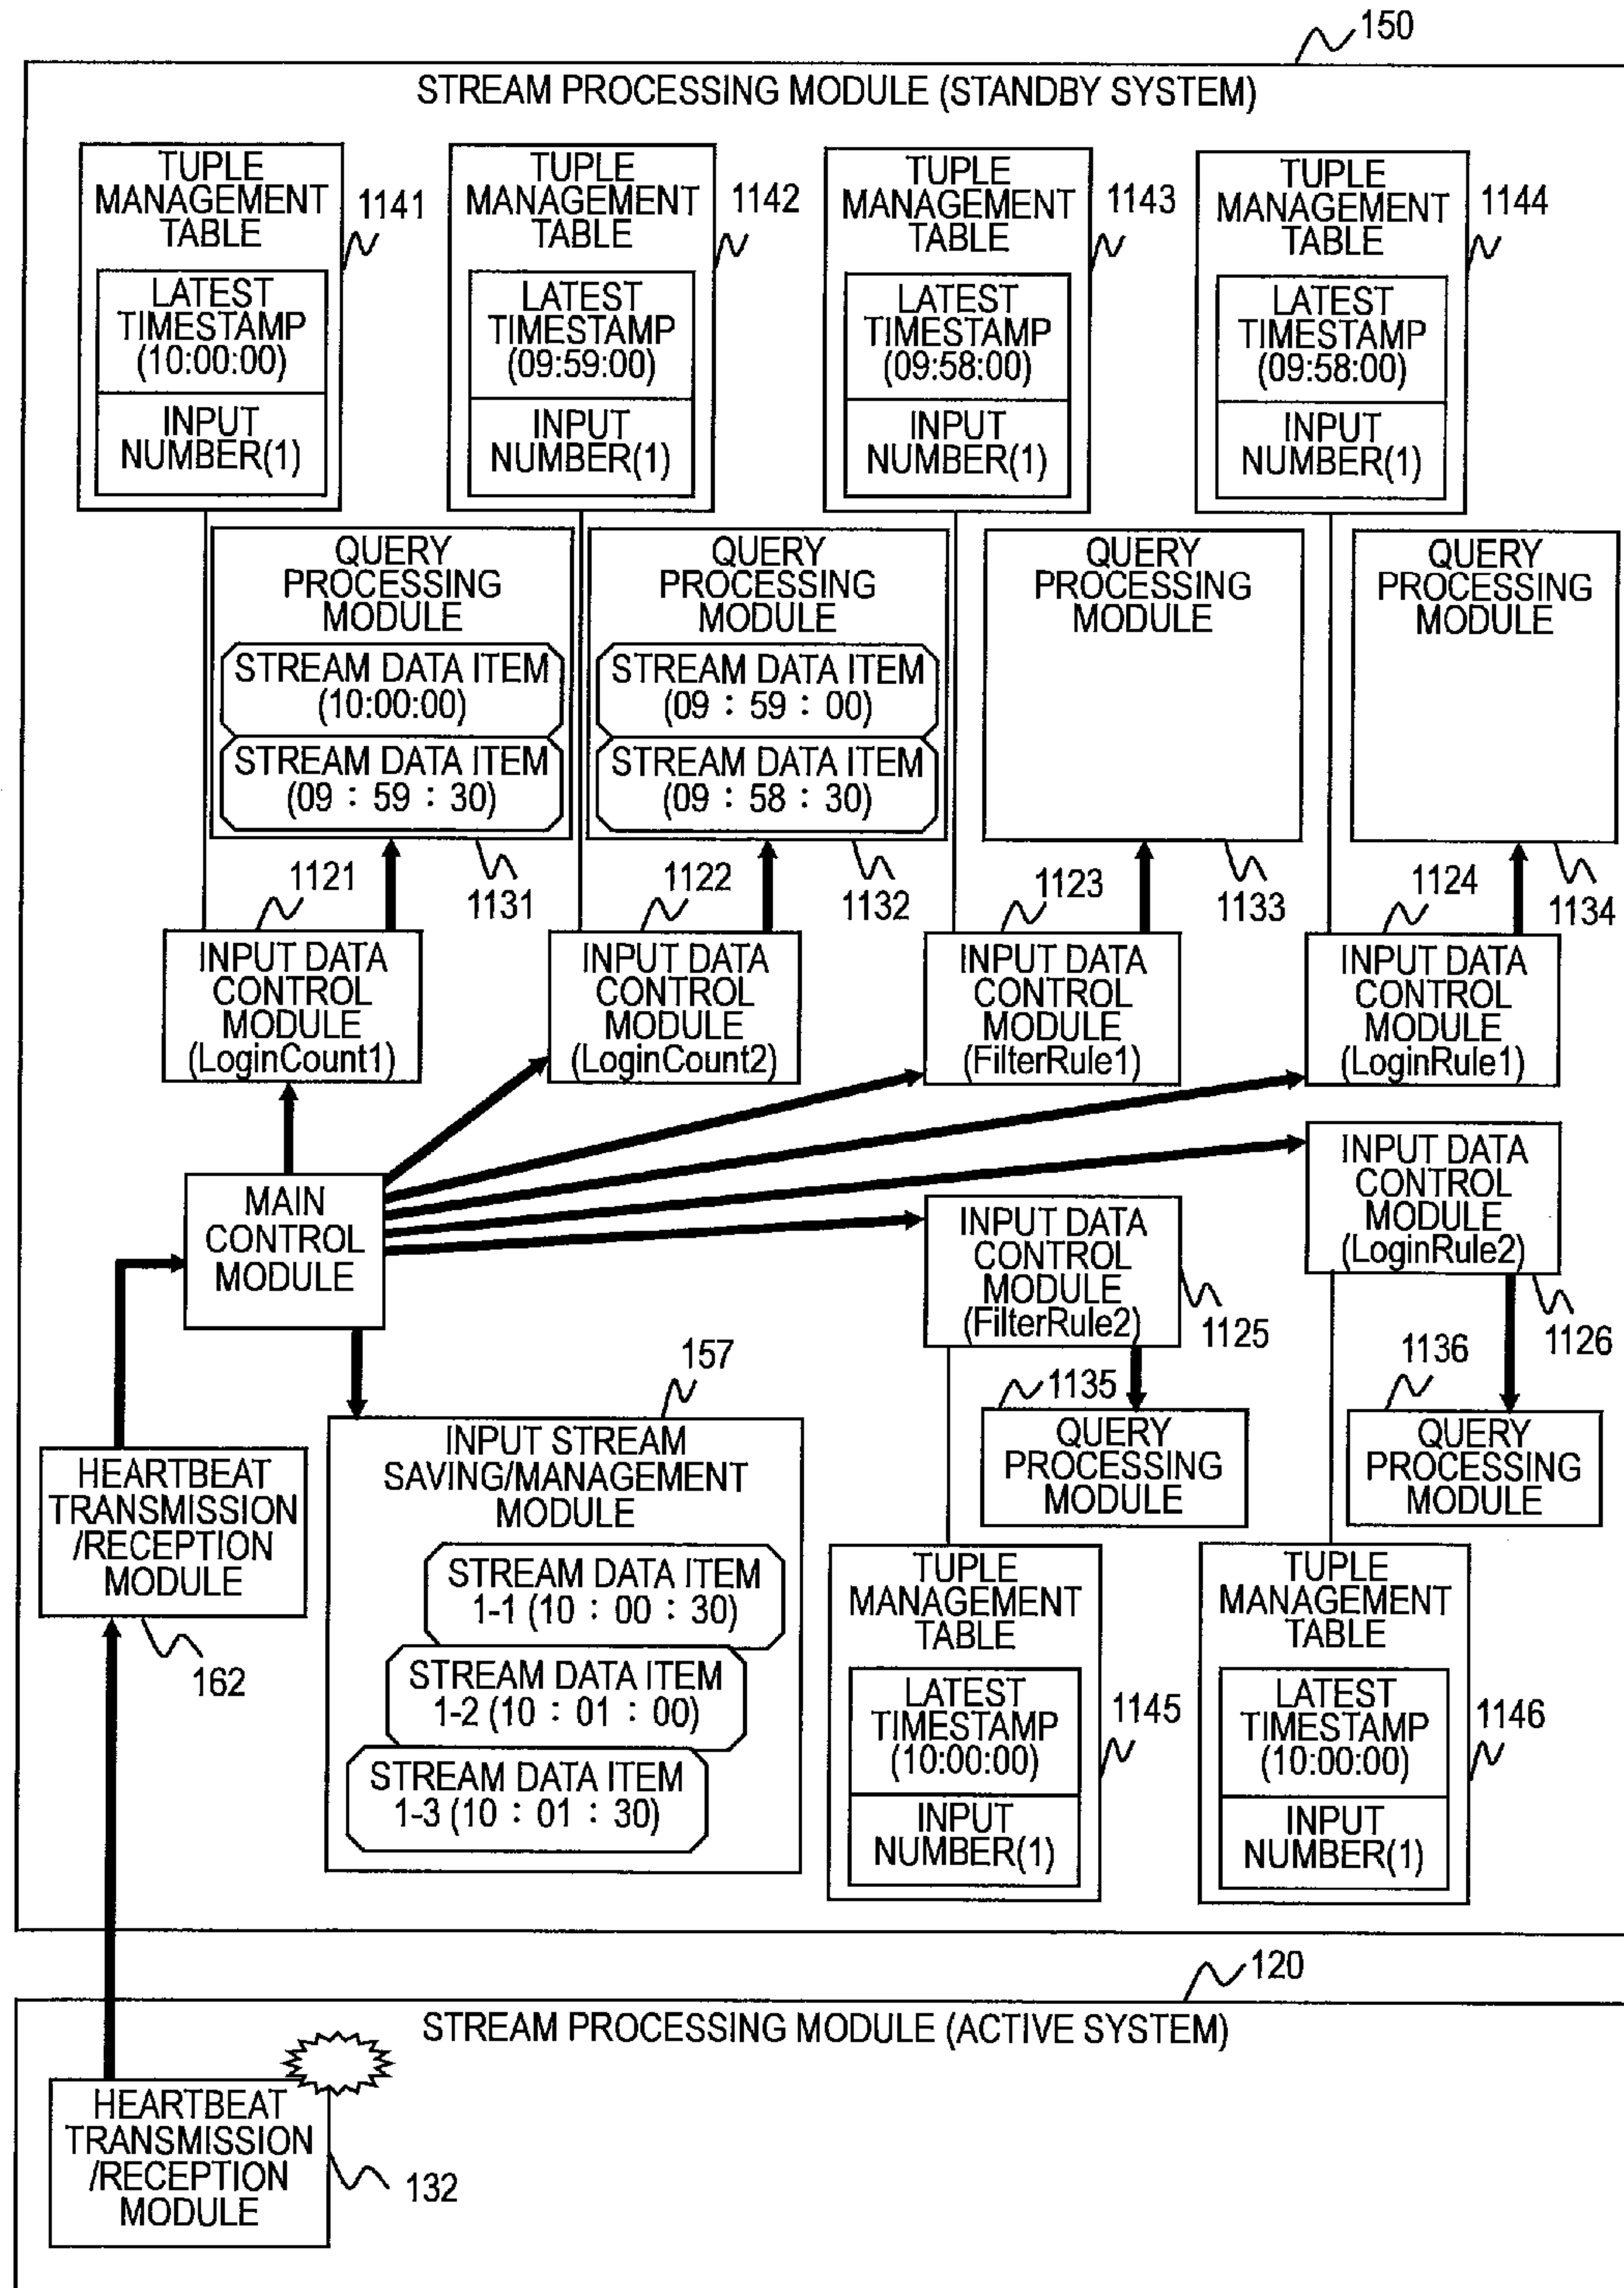 150
STREAM PROCESSING MODULE (STANDBY SYSTEM)
TUPLE
MANAGEMENT
TABLE
1141
LATEST
TIMESTAMP
(10:00:00)
INPUT
NUMBER(1)
TUPLE
MANAGEMENT
TABLE
1142
LATEST
TIMESTAMP
(09:59:00)
INPUT
NUMBER(1)
TUPLE
MANAGEMENT
TABLE
1143
LATEST
TIMESTAMP
(09:58:00)
INPUT
NUMBER(1)
TUPLE
MANAGEMENT
TABLE
1144
LATEST
TIMESTAMP
(09:58:00)
INPUT
NUMBER(1)
QUERY
PROCESSING
MODULE
STREAM DATA ITEM
(10:00:00)
STREAM DATA ITEM
(09 : 59 : 30)
1131
QUERY
PROCESSING
MODULE
STREAM DATA ITEM
(09 : 59 : 00)
STREAM DATA ITEM
(09 : 58 : 30)
1132
QUERY
PROCESSING
MODULE
1133
QUERY
PROCESSING
MODULE
1134
1121
INPUT DATA
CONTROL
MODULE
(LoginCount1)
1122
INPUT DATA
CONTROL
MODULE
(LoginCount2)
1123
INPUT DATA
CONTROL
MODULE
(FilterRule1)
1124
INPUT DATA
CONTROL
MODULE
(LoginRule1)
MAIN
CONTROL
MODULE
INPUT DATA
CONTROL
MODULE
(FilterRule2)
1125
INPUT DATA
CONTROL
MODULE
(LoginRule2)
1126
157
INPUT STREAM
SAVING/MANAGEMENT
MODULE
STREAM DATA ITEM
1-1 (10 : 00 : 30)
STREAM DATA ITEM
1-2 (10 : 01 : 00)
STREAM DATA ITEM
1-3 (10 : 01 : 30)
1135
QUERY
PROCESSING
MODULE
1136
QUERY
PROCESSING
MODULE
HEARTBEAT
TRANSMISSION
/RECEPTION
MODULE
162
TUPLE
MANAGEMENT
TABLE
LATEST
TIMESTAMP
(10:00:00)
INPUT
NUMBER(1)
1145
TUPLE
MANAGEMENT
TABLE
LATEST
TIMESTAMP
(10:00:00)
INPUT
NUMBER(1)
1146
120
STREAM PROCESSING MODULE (ACTIVE SYSTEM)
HEARTBEAT
TRANSMISSION
/RECEPTION
MODULE
132